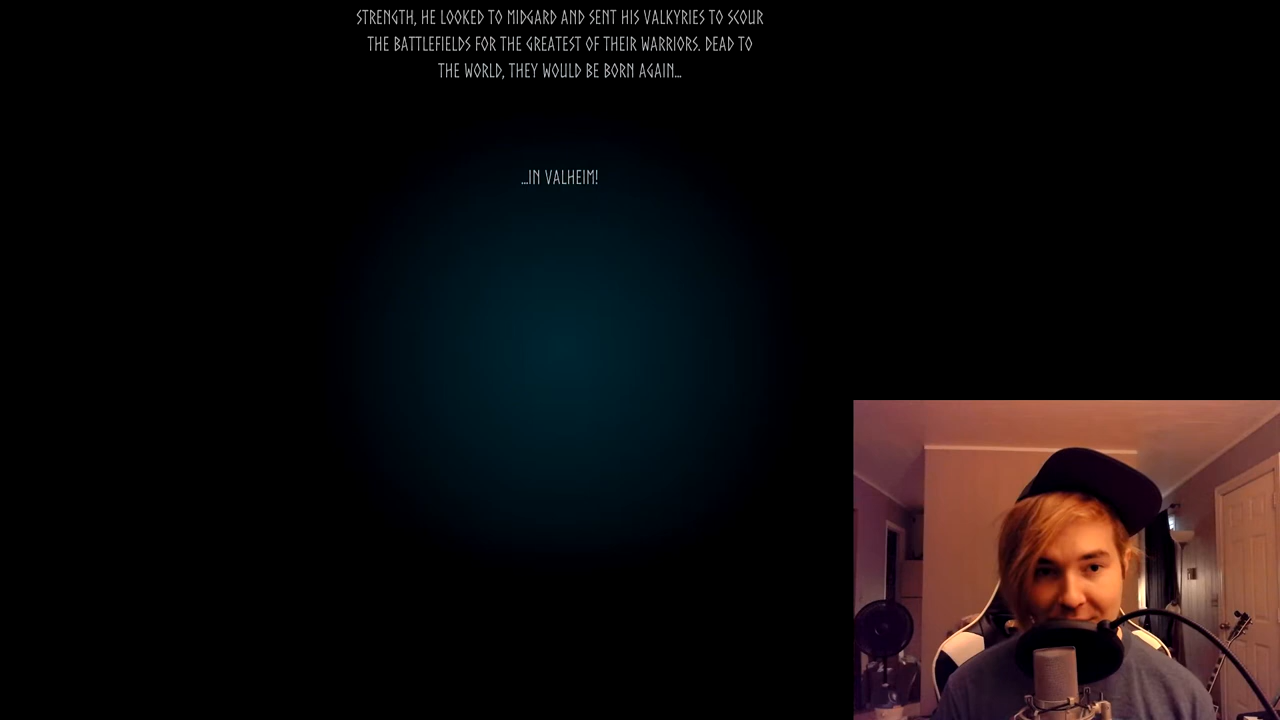 STRENGTH, HE LOOKED TO MIDGARD AND SENT HIS VALKYRIES TO SCOUR
THE BATTLEFIELDS FOR THE GREATEST OF THEIR WARRIORS. DEAD TO
THE WORLD, THEY WOULD BE BORN AGAIN...
...IN VALHEIM!